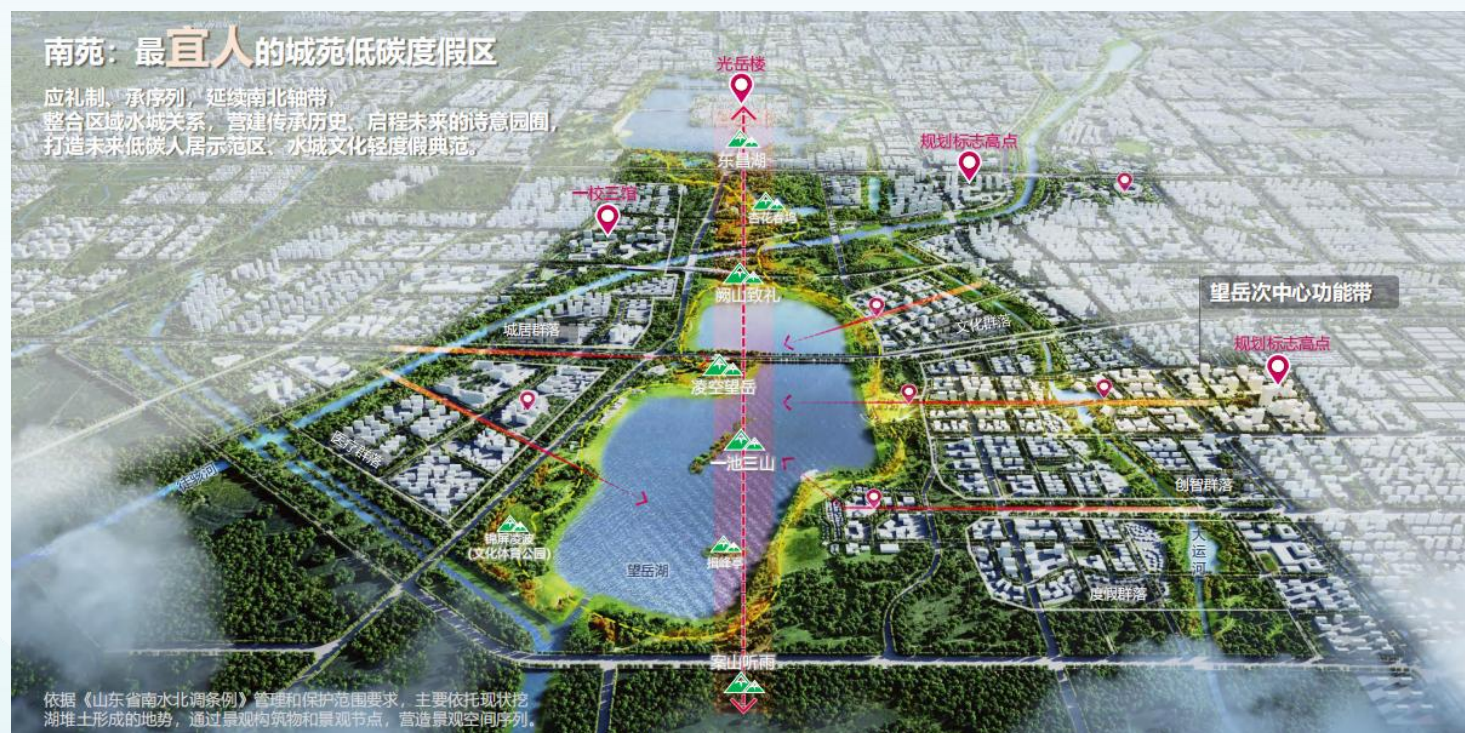 南苑：最宜人的城苑低碳度假区
应礼制、承序列，延续南北轴带，
整合区域水城关系，营建传承历史、启程未来的诗意园囿，
打造未来低碳人居示范区、水城文化轻度假典范。
光岳楼
东昌湖
规划标志高点
一校三馆
杏花春坞
阙山致礼
望岳次中心功能带
城居群落
文化群落
规划标志高点
凌空望岳
医疗群落
一池三山
徒骇河
创智群落
锦屏凌波
（文化体育公园）
望岳湖
揖峰亭
大运河
度假群落
案山听雨
依据《山东省南水北调条例》管理和保护范围要求，主要依托现状挖
湖堆土形成的地势，通过景观构筑物和景观节点，营造景观空间序列。